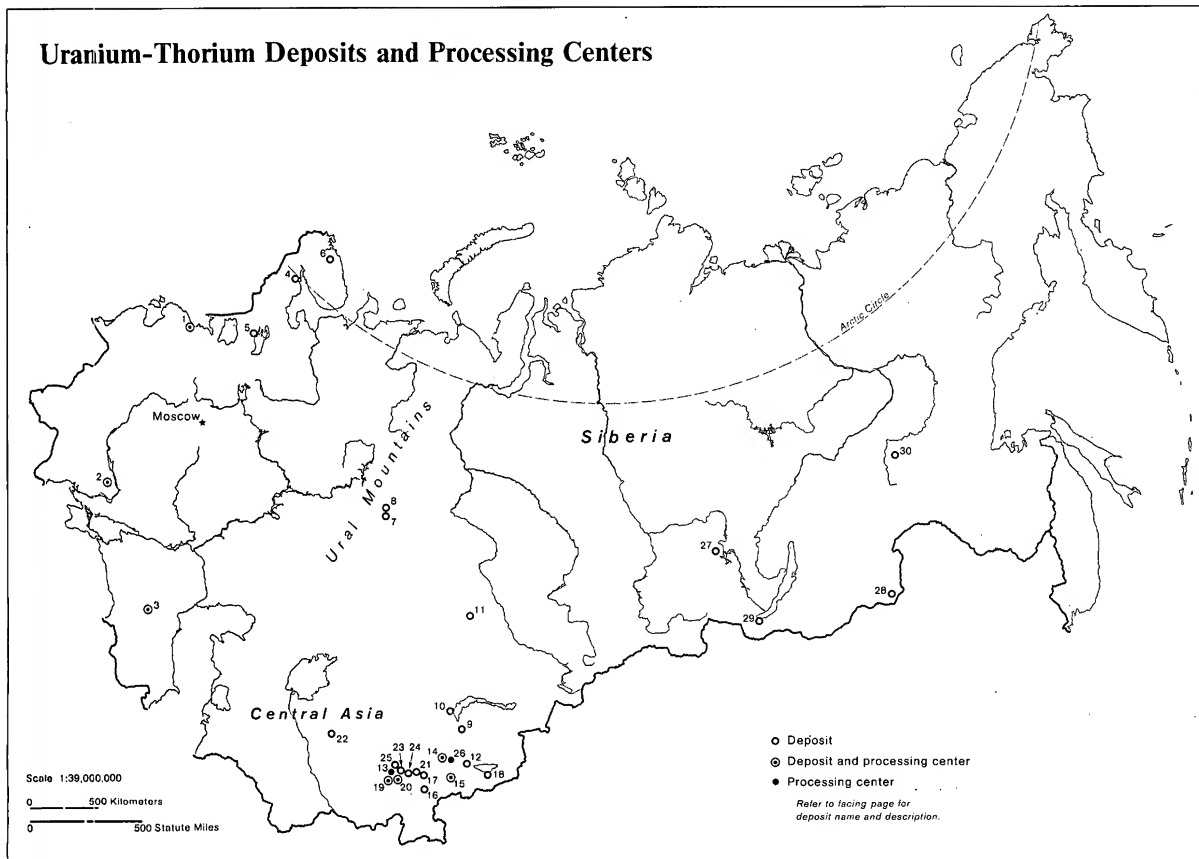 Uranium-Thorium Deposits and Processing Centers
Arctic Circle
6
4
1
5
Moscow
Siberia
Ural Mountains
30
2
8
7
27
3
11
28
29
10
Central Asia
9
22
23 24
25
14
26
12
13
21
17
18
19
20
15
16
Deposit
Deposit and processing center
Processing center
Refer to facing page for
deposit name and description.
Scale 1:39,000,000
0 500 Kilometers
0 500 Statute Miles